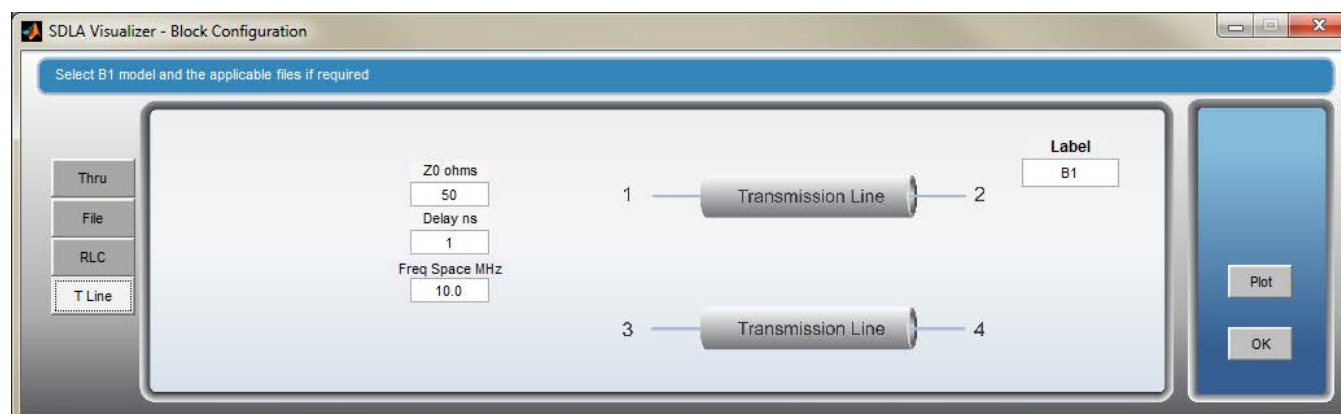 SDLA Visualizer - Block Configuration
Select B1 model and the applicable files if required
Thru
File
RLC
T Line
Z0 ohms
50
Delay ns
1
Freq Space MHz
10.0
1 Transmission Line 2
3 Transmission Line 4
Label
B1
Plot
OK